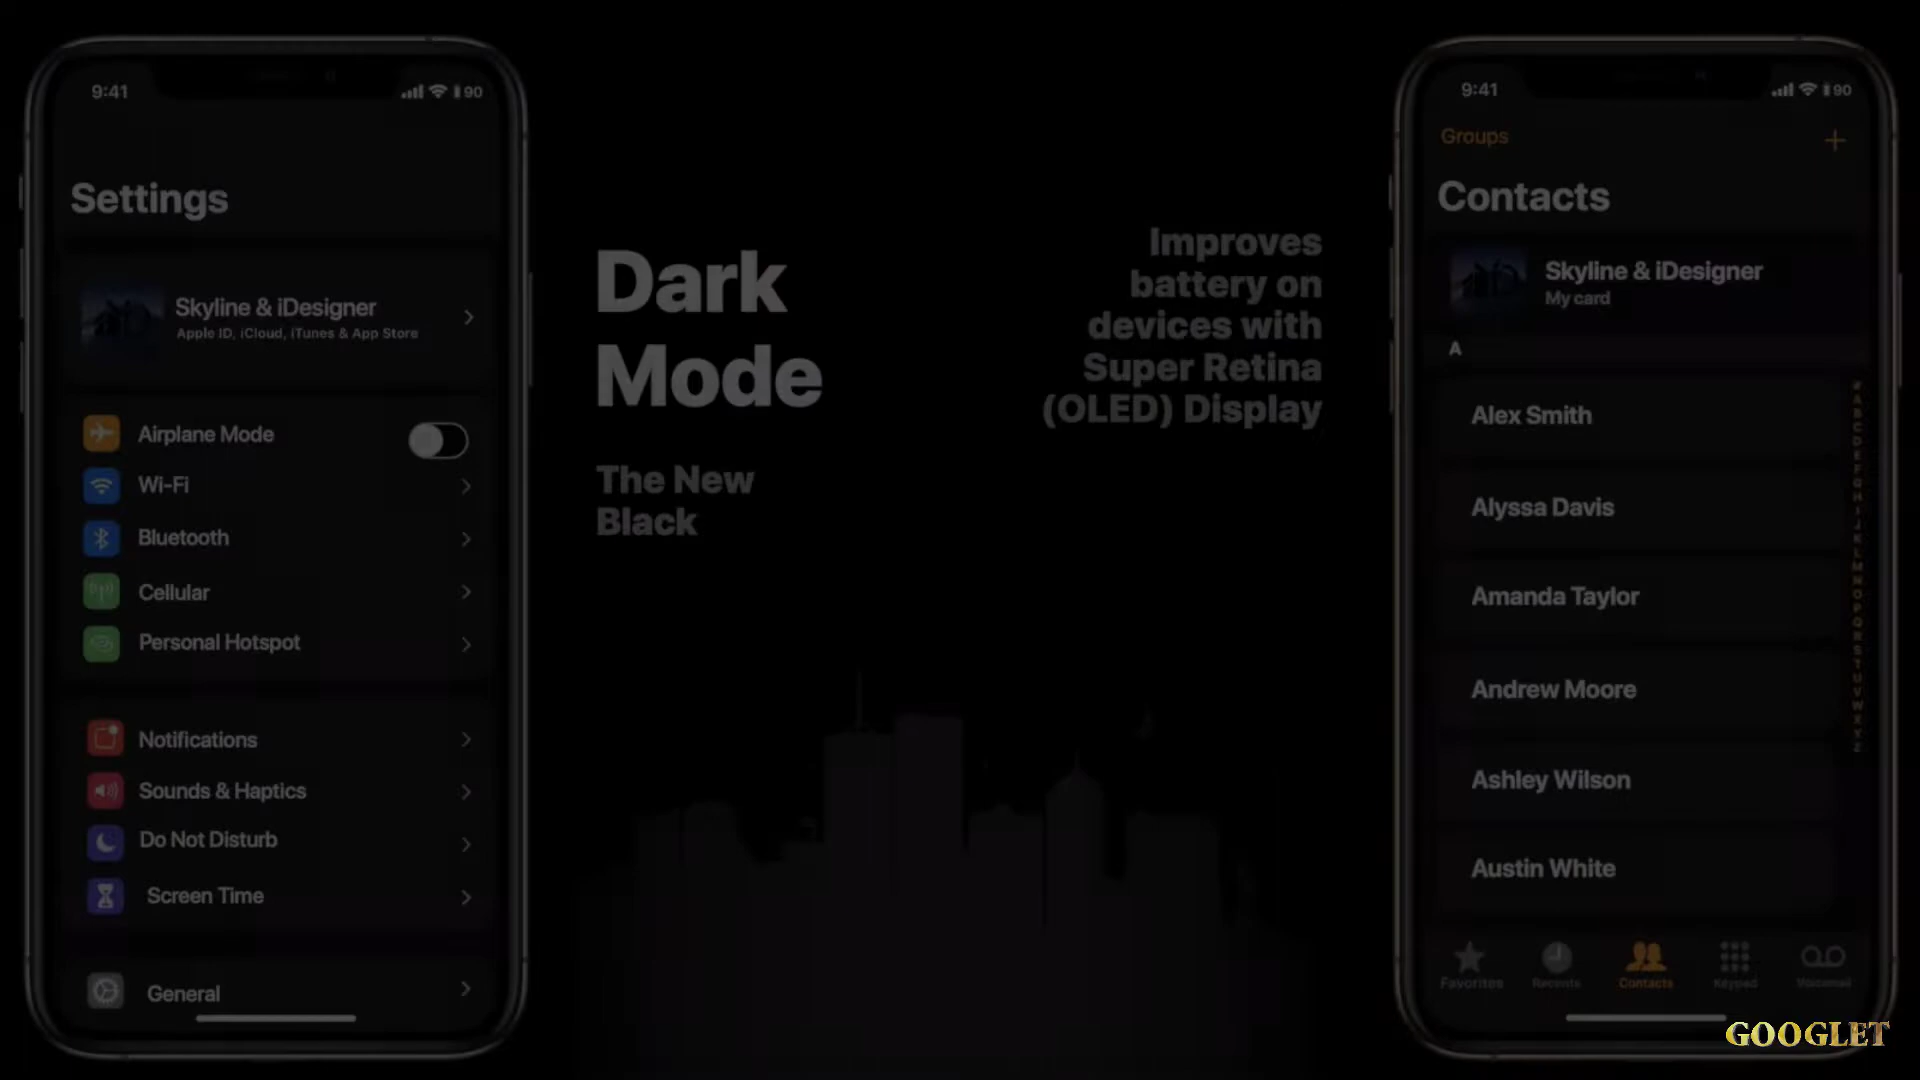 9:41
90
Settings
Skyline & iDesigner
Apple ID, iCloud, iTunes & App Store
Airplane Mode
Wi-Fi
Bluetooth
Cellular
Personal Hotspot
Notifications
Sounds & Haptics
Do Not Disturb
Screen Time
General
Dark
Mode
The New
Black
Improves
battery on
devices with
Super Retina
(OLED) Display
9:41
90
Groups
+
Contacts
Skyline & iDesigner
My card
A
Alex Smith
Alyssa Davis
Amanda Taylor
Andrew Moore
Ashley Wilson
Austin White
#
A
B
C
D
E
F
G
H
I
J
K
L
M
N
O
P
Q
R
S
T
U
V
W
X
Y
Z
Favorites
Recents
Contacts
Keypad
Voicemail
GOOGLET